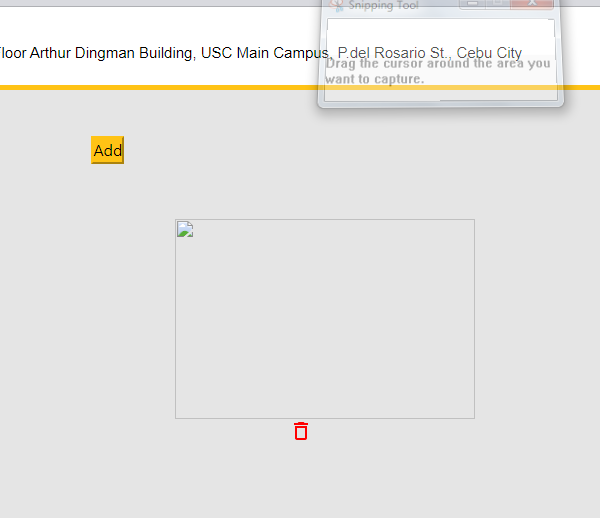 Snipping Tool
loor Arthur Dingman Building, USC Main Campus, P.del Rosario St., Cebu City
Drag the cursor around the area you
want to capture.
Add